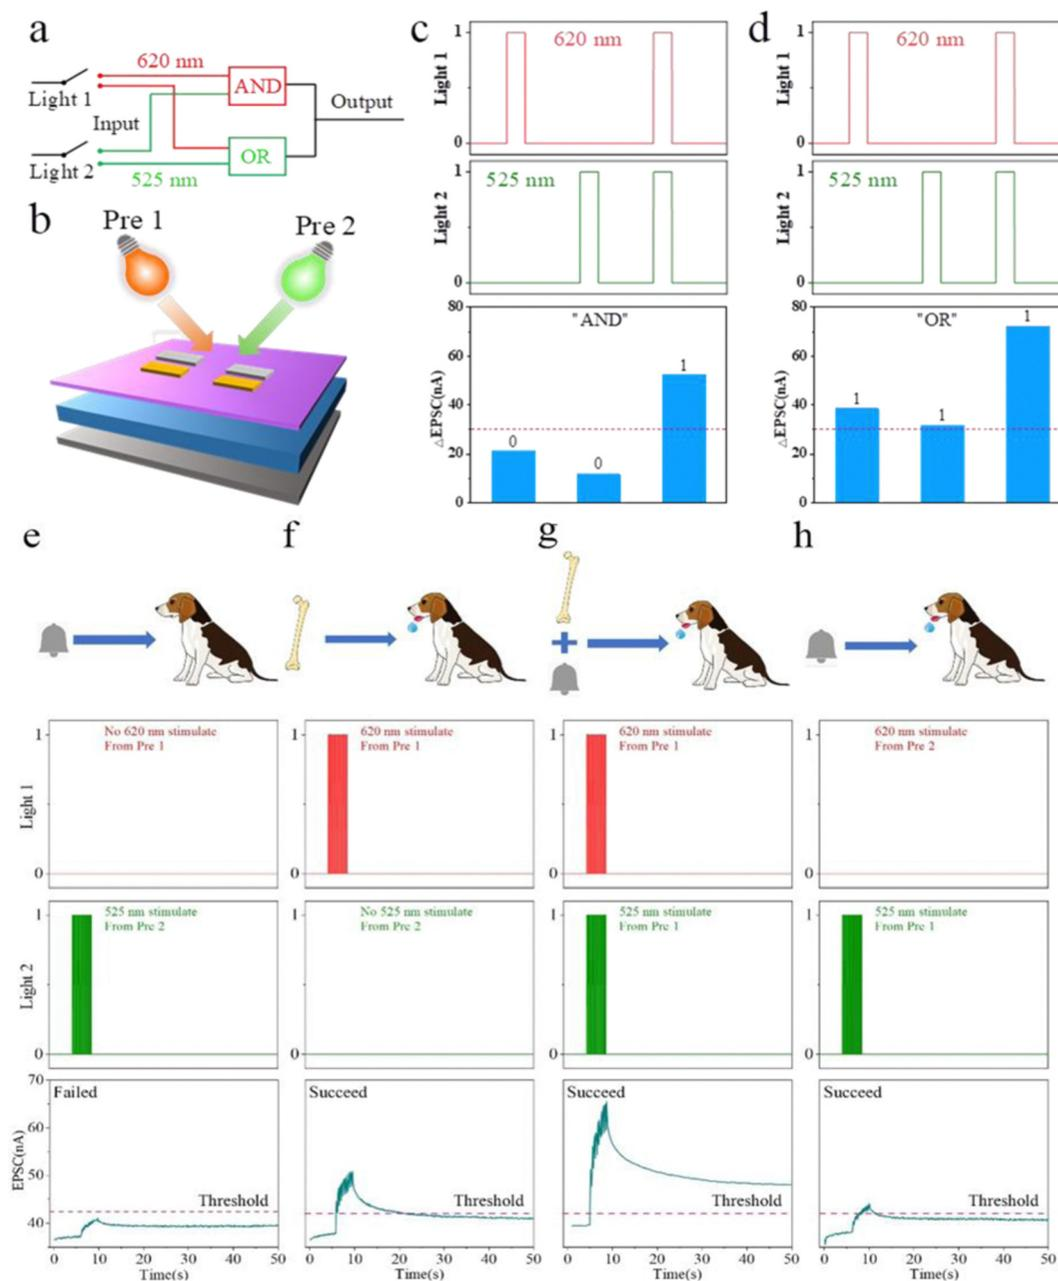 a
620 nm
AND
Light 1
Output
Input
OR
Light 2
525 nm
b
Pre 1
Pre 2
c
Light 1
1
0
620 nm
Light 2
1
0
525 nm
△EPSC(nA)
80
60
40
20
0
"AND"
0
0
1
d
Light 1
1
0
620 nm
Light 2
1
0
525 nm
△EPSC(nA)
80
60
40
20
0
"OR"
1
1
1
e
f
g
h
Light 1
1
0
No 620 nm stimulate
From Pre 1
1
0
620 nm stimulate
From Pre 1
1
0
620 nm stimulate
From Pre 1
1
0
620 nm stimulate
From Pre 2
Light 2
1
0
525 nm stimulate
From Pre 2
1
0
No 525 nm stimulate
From Pre 2
1
0
525 nm stimulate
From Pre 1
1
0
525 nm stimulate
From Pre 1
EPSC(nA)
70
60
50
40
Failed
Threshold
0 10 20 30 40 50
Time(s)
Succeed
Threshold
0 10 20 30 40 50
Time(s)
Succeed
Threshold
0 10 20 30 40 50
Time(s)
Succeed
Threshold
0 10 20 30 40 50
Time(s)